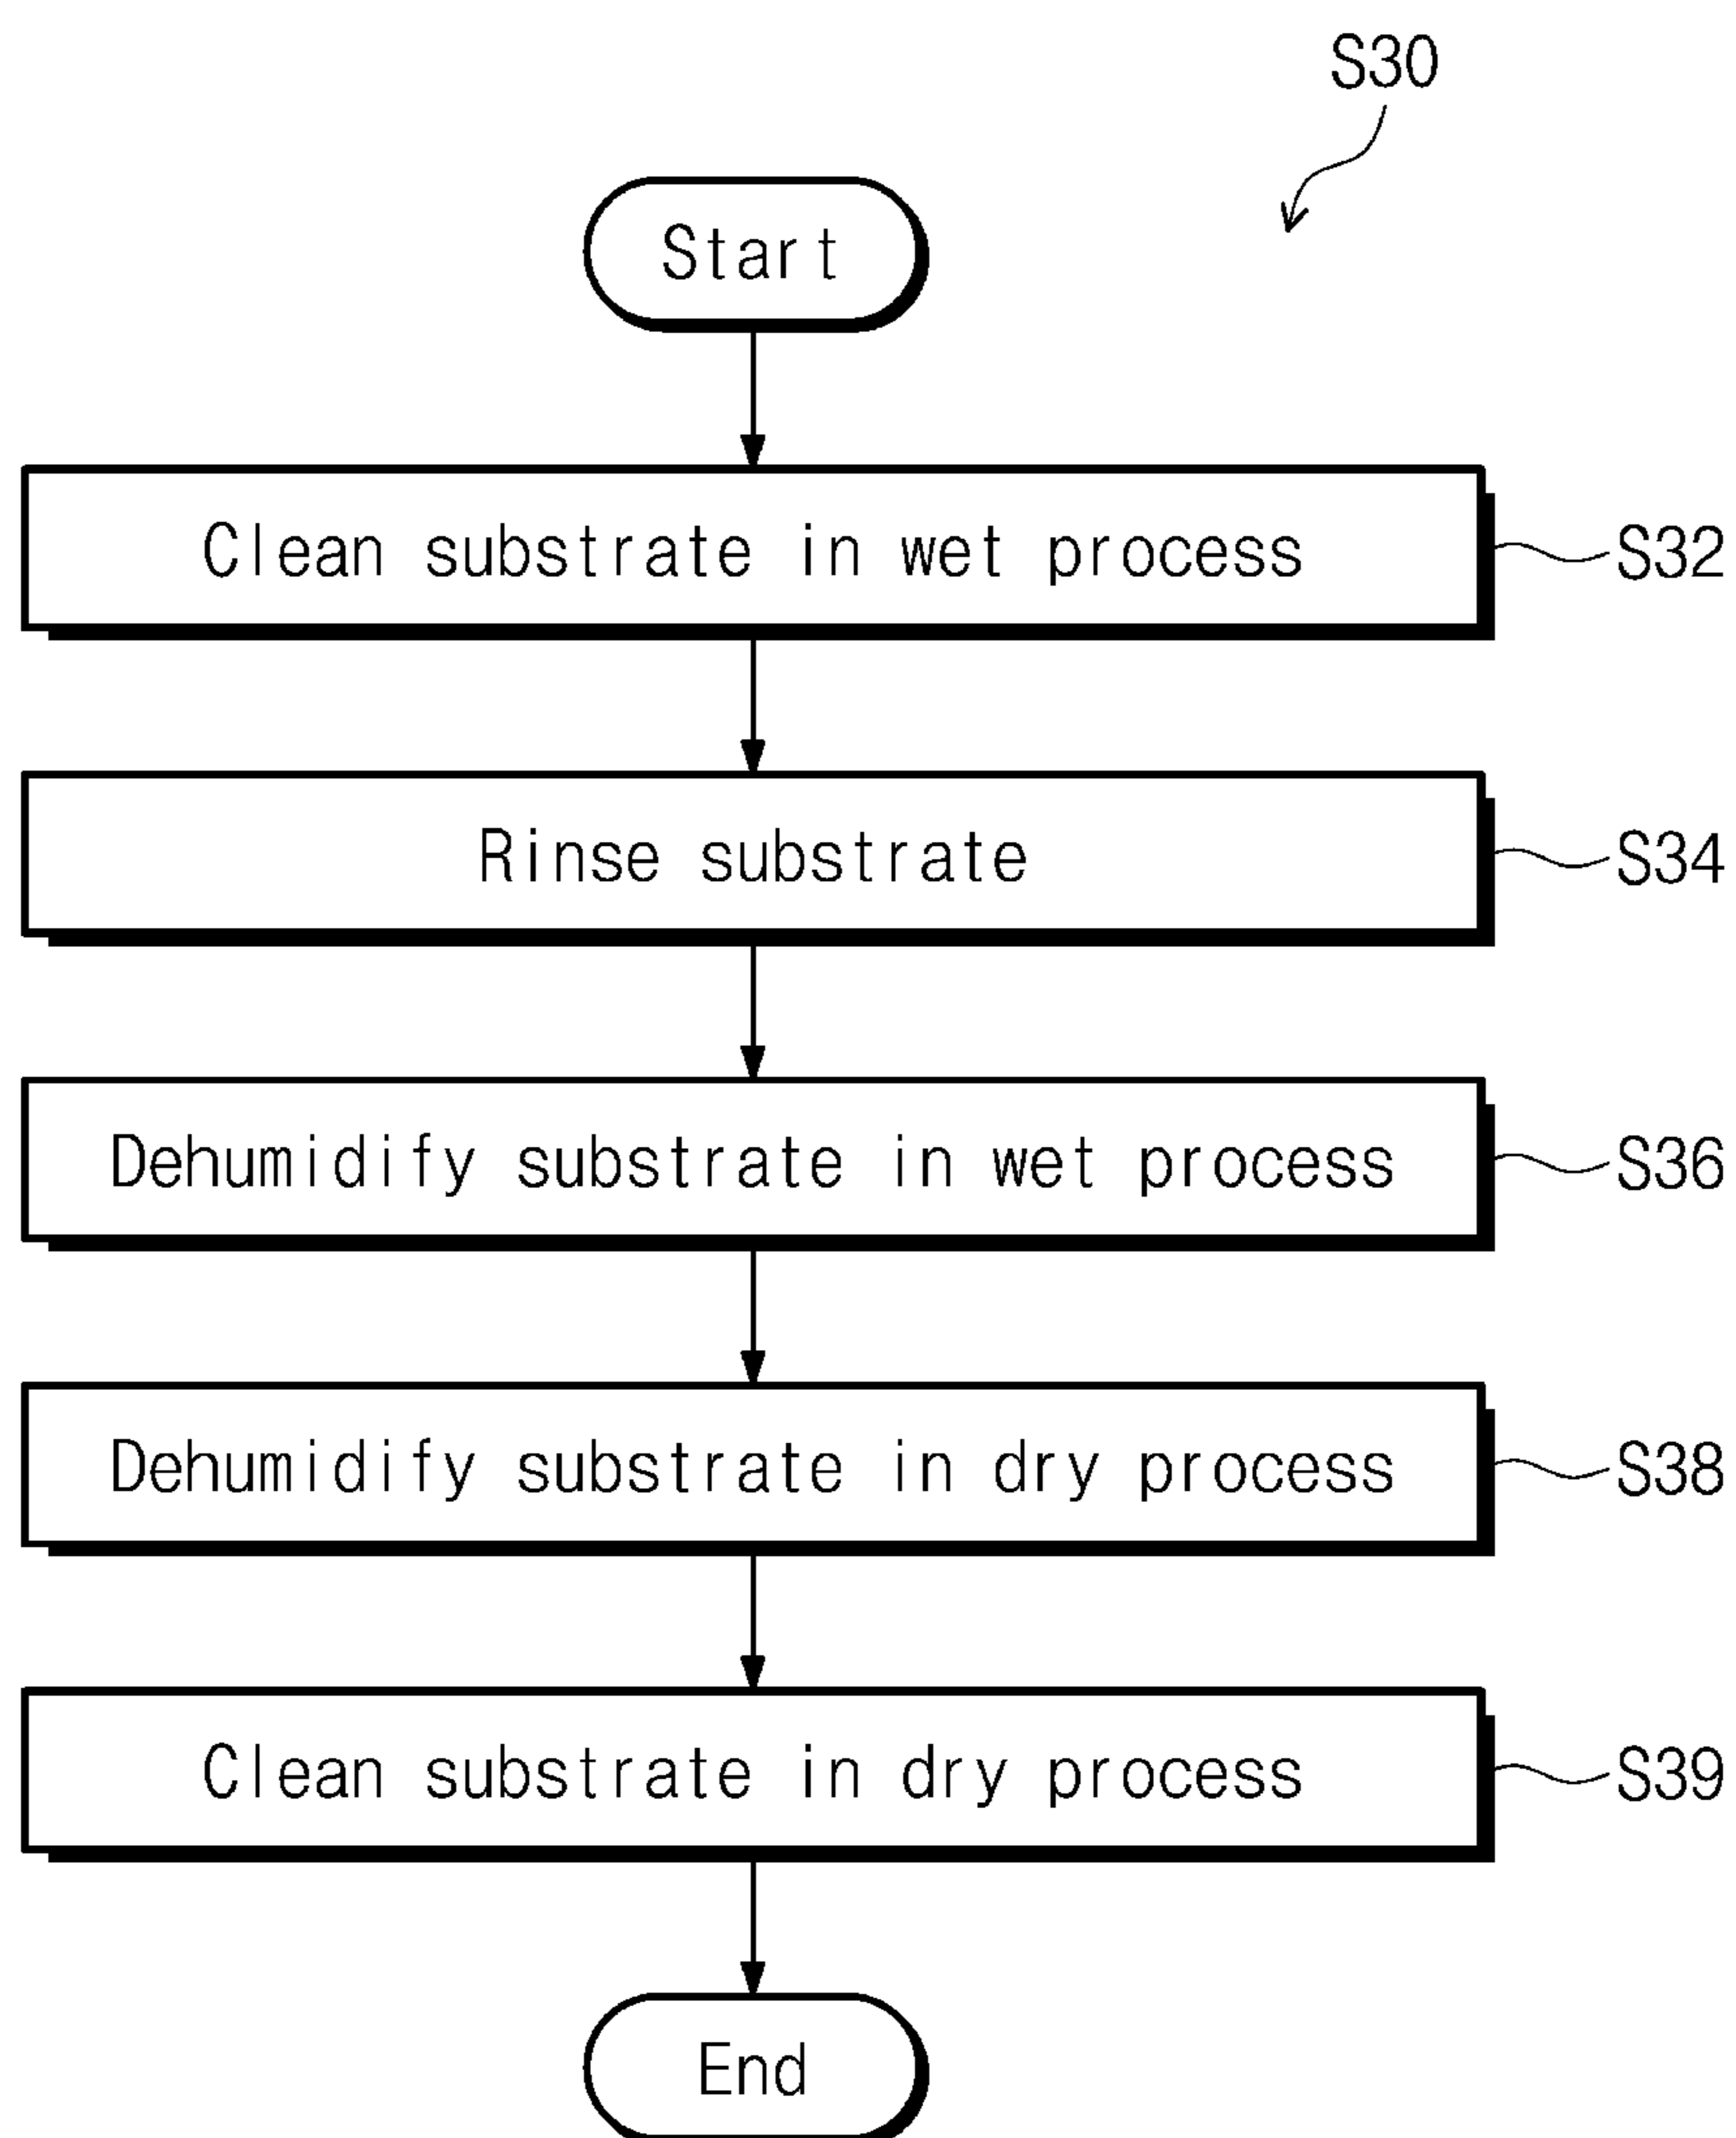 S30
Start
Clean substrate in wet process
S32
Rinse substrate
S34
Dehumidify substrate in wet process
S36
Dehumidify substrate in dry process
S38
Clean substrate in dry process
S39
End